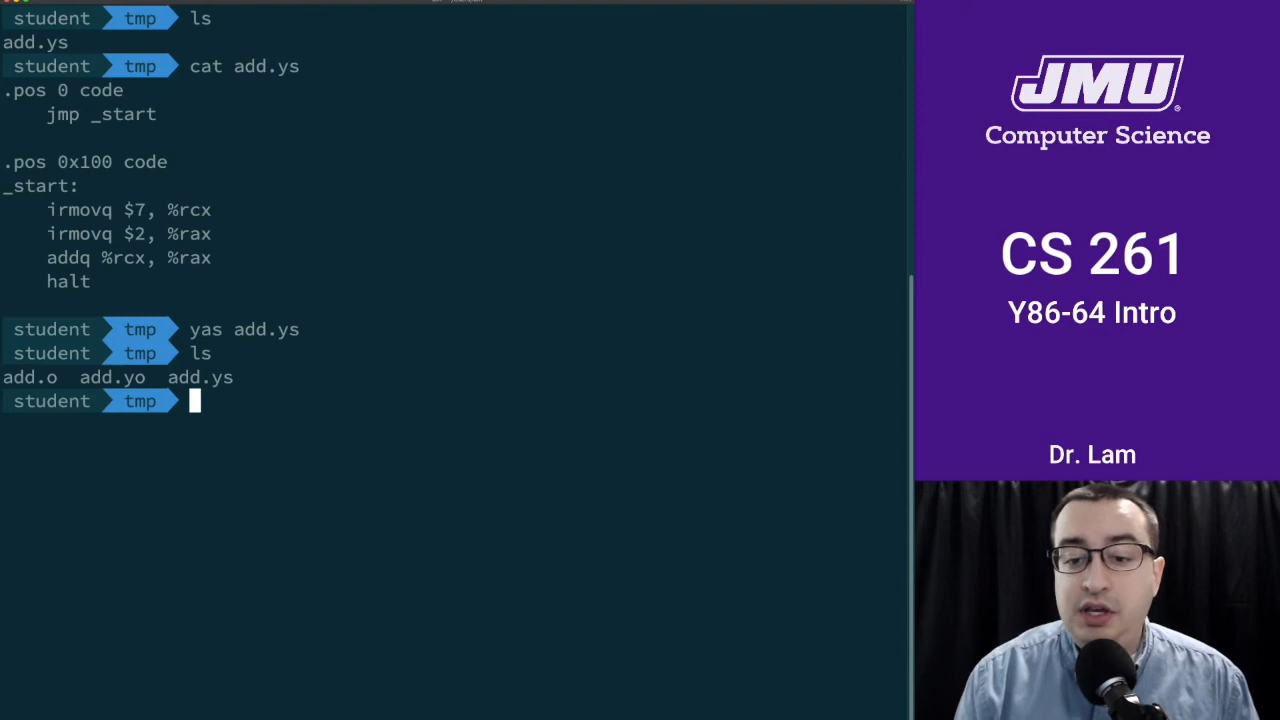 student tmp ls
add.ys
student tmp cat add.ys
.pos 0 code
jmp _start
.pos 0x100 code
_start:
irmovq $7, %rcx
irmovq $2, %rax
addq %rcx, %rax
halt
student tmp yas add.ys
student tmp ls
add.o add.yo add.ys
student tmp
JMU®
Computer Science
CS 261
Y86-64 Intro
Dr. Lam